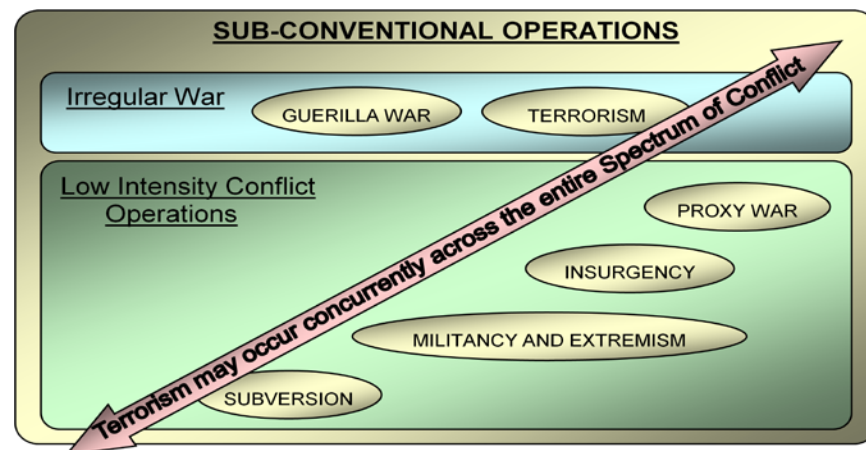 SUB-CONVENTIONAL OPERATIONS
Irregular War
GUERILLA WAR
TERRORISM
Low Intensity Conflict
Operations
PROXY WAR
INSURGENCY
MILITANCY AND EXTREMISM
SUBVERSION
Terrorism may occur concurrently across the entire Spectrum of Conflict